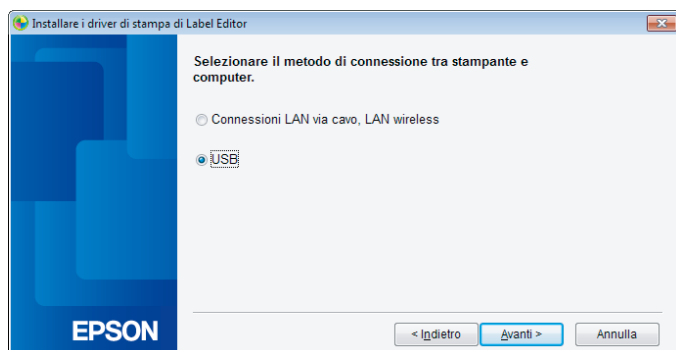 Installare i driver di stampa di Label Editor
Selezionare il metodo di connessione tra stampante e
computer.
Connessioni LAN via cavo, LAN wireless
USB
EPSON
< Indietro
Avanti >
Annulla